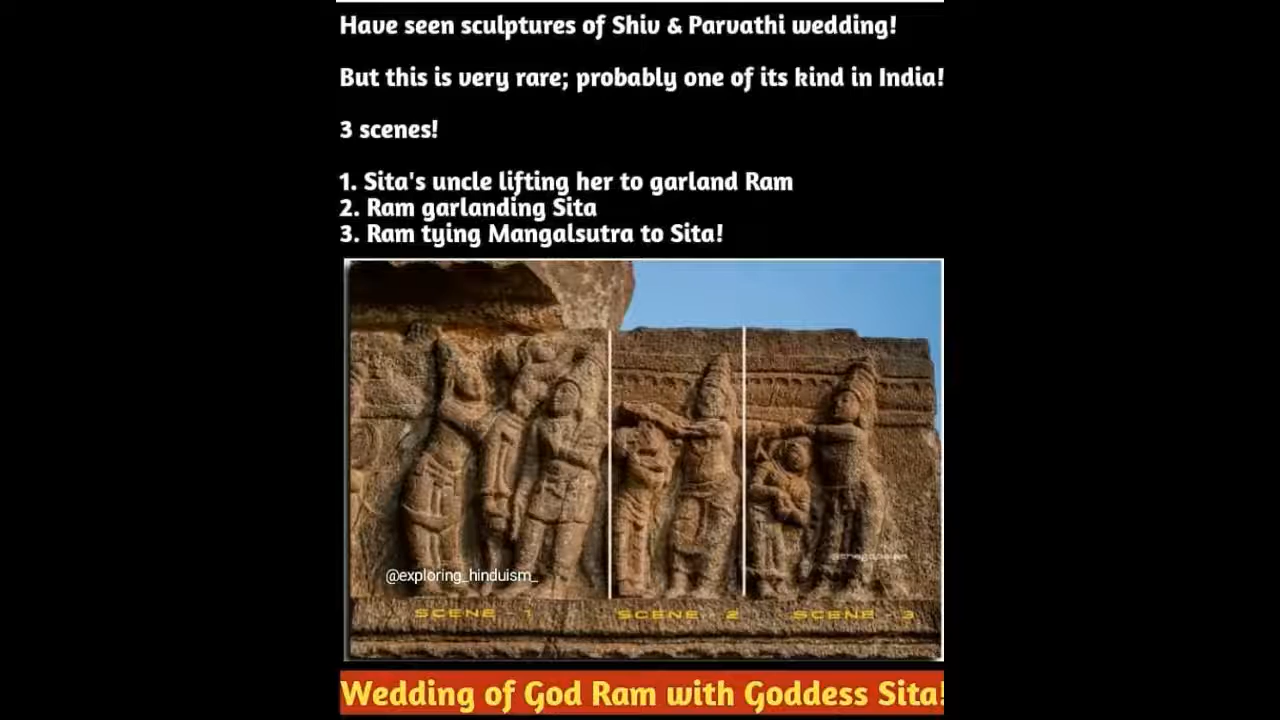 Have seen sculptures of Shiv & Parvathi wedding!
But this is very rare; probably one of its kind in India!
3 scenes!
1. Sita's uncle lifting her to garland Ram
2. Ram garlanding Sita
3. Ram tying Mangalsutra to Sita!
@exploring_hinduism_
SCENE - 1
SCENE - 2
SCENE - 3
Wedding of God Ram with Goddess Sita!